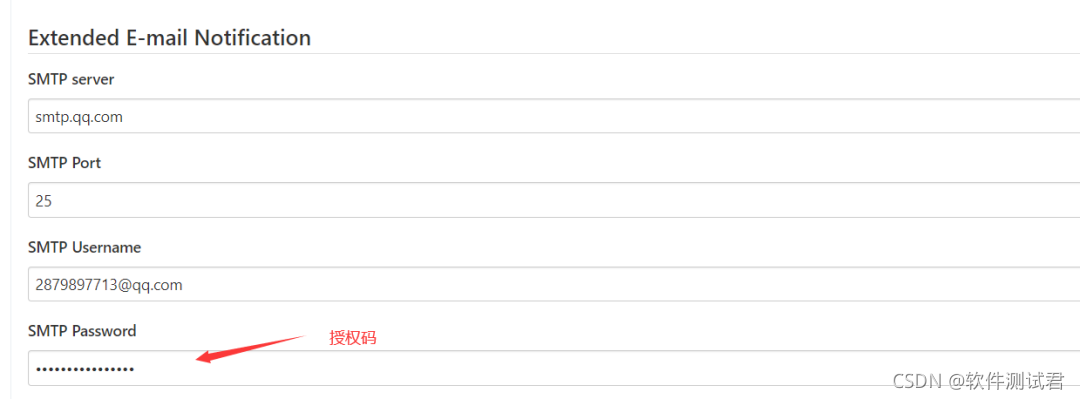 Extended E-mail Notification
SMTP server
smtp.qq.com
SMTP Port
25
SMTP Username
2879897713@qq.com
SMTP Password
授权码
••••••••••••••••
CSDN @软件测试君